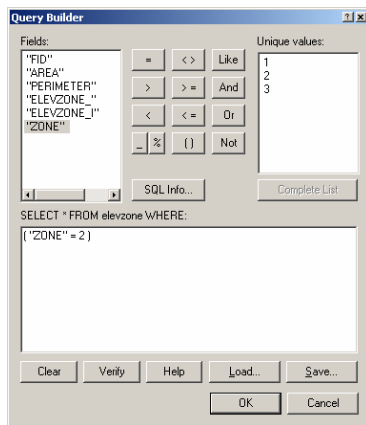 Query Builder
? ×
Fields:
Unique values:
"FID"
"AREA"
"PERIMETER"
"ELEVZONE_"
"ELEVZONE_I"
"ZONE"
= <> Like
> >= And
< <= Or
_ % () Not
1
2
3
SQL Info...
Complete List
SELECT * FROM elevzone WHERE:
( "ZONE" = 2 )
Clear Verify Help Load... Save...
OK Cancel